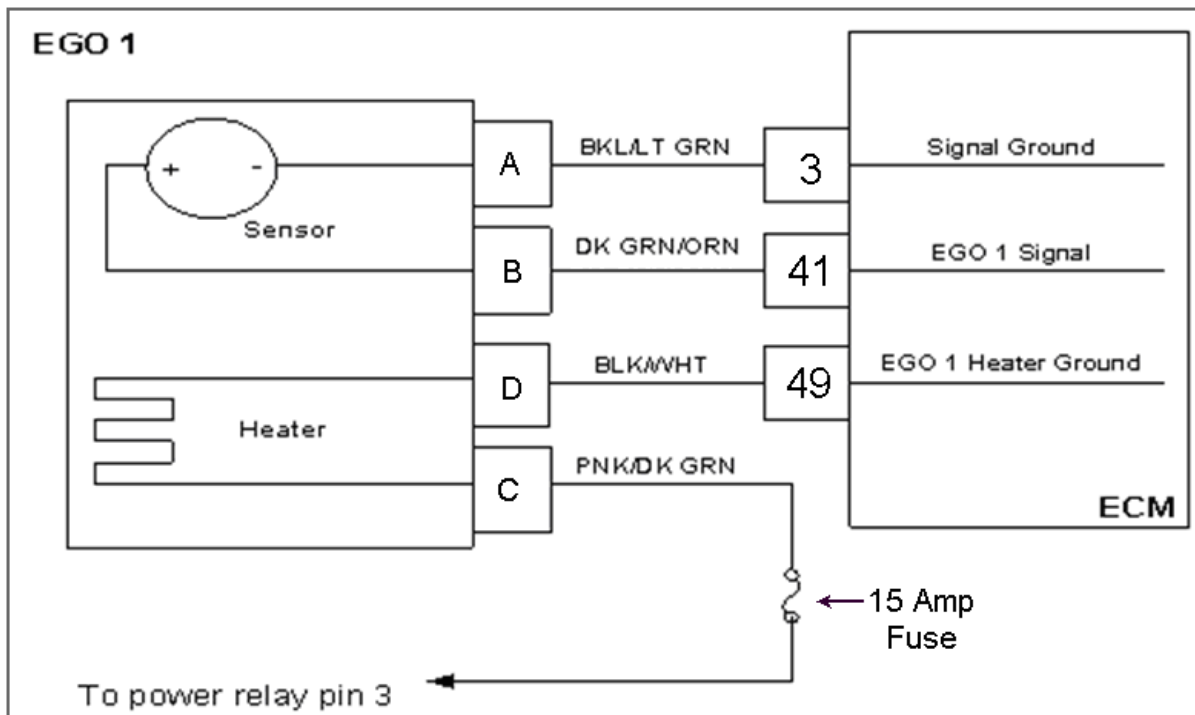 EGO 1
A
BKL/LT GRN
3
Signal Ground
Sensor
B
DK GRN/ORN
41
EGO 1 Signal
D
BLK/WHT
49
EGO 1 Heater Ground
Heater
C
PNK/DK GRN
ECM
15 Amp
Fuse
To power relay pin 3
+
-